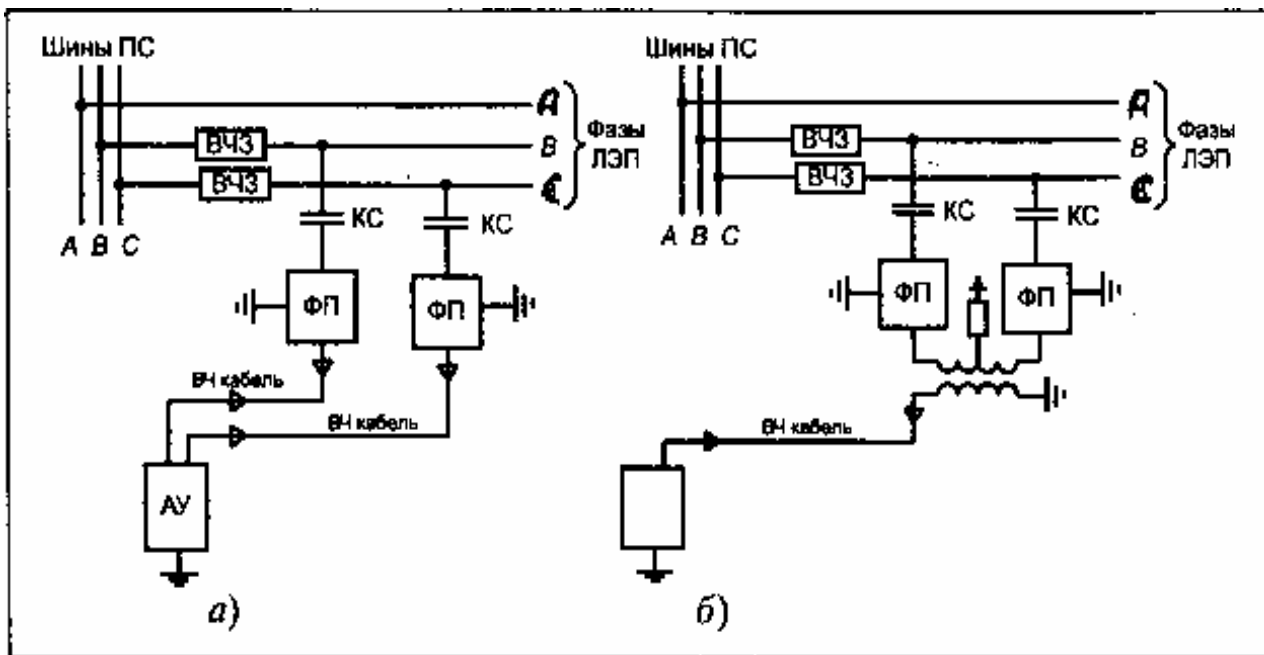 Шины ПС
A
B
C
Фазы
ЛЭП
ВЧЗ
ВЧЗ
КС
КС
A B C
ФП
ФП
ВЧ кабель
ВЧ кабель
АУ
а)
Шины ПС
A
B
C
Фазы
ЛЭП
ВЧЗ
ВЧЗ
КС
КС
A B C
ФП
ФП
ВЧ кабель
б)